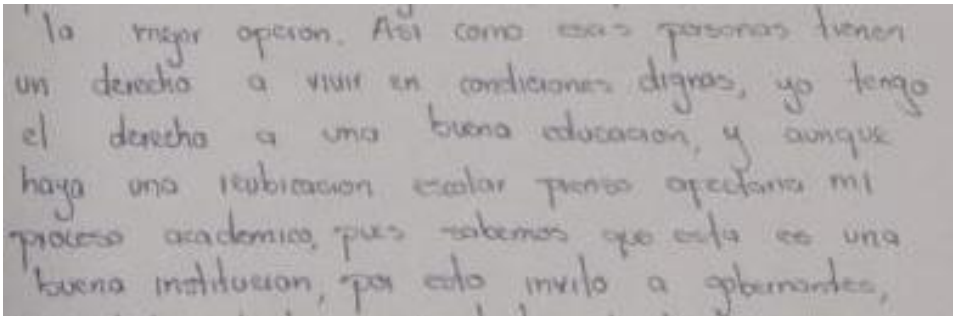 la mejor opcion. Asi como esas personas tienen
un derecho a vivir en condiciones dignas, yo tengo
el derecho a una buena educacion, y aunque
haya una reubicacion escolar pienso afectaria mi
proceso academico, pues sabemos que esta es una
buena institucion, por esto invito a gobernantes,